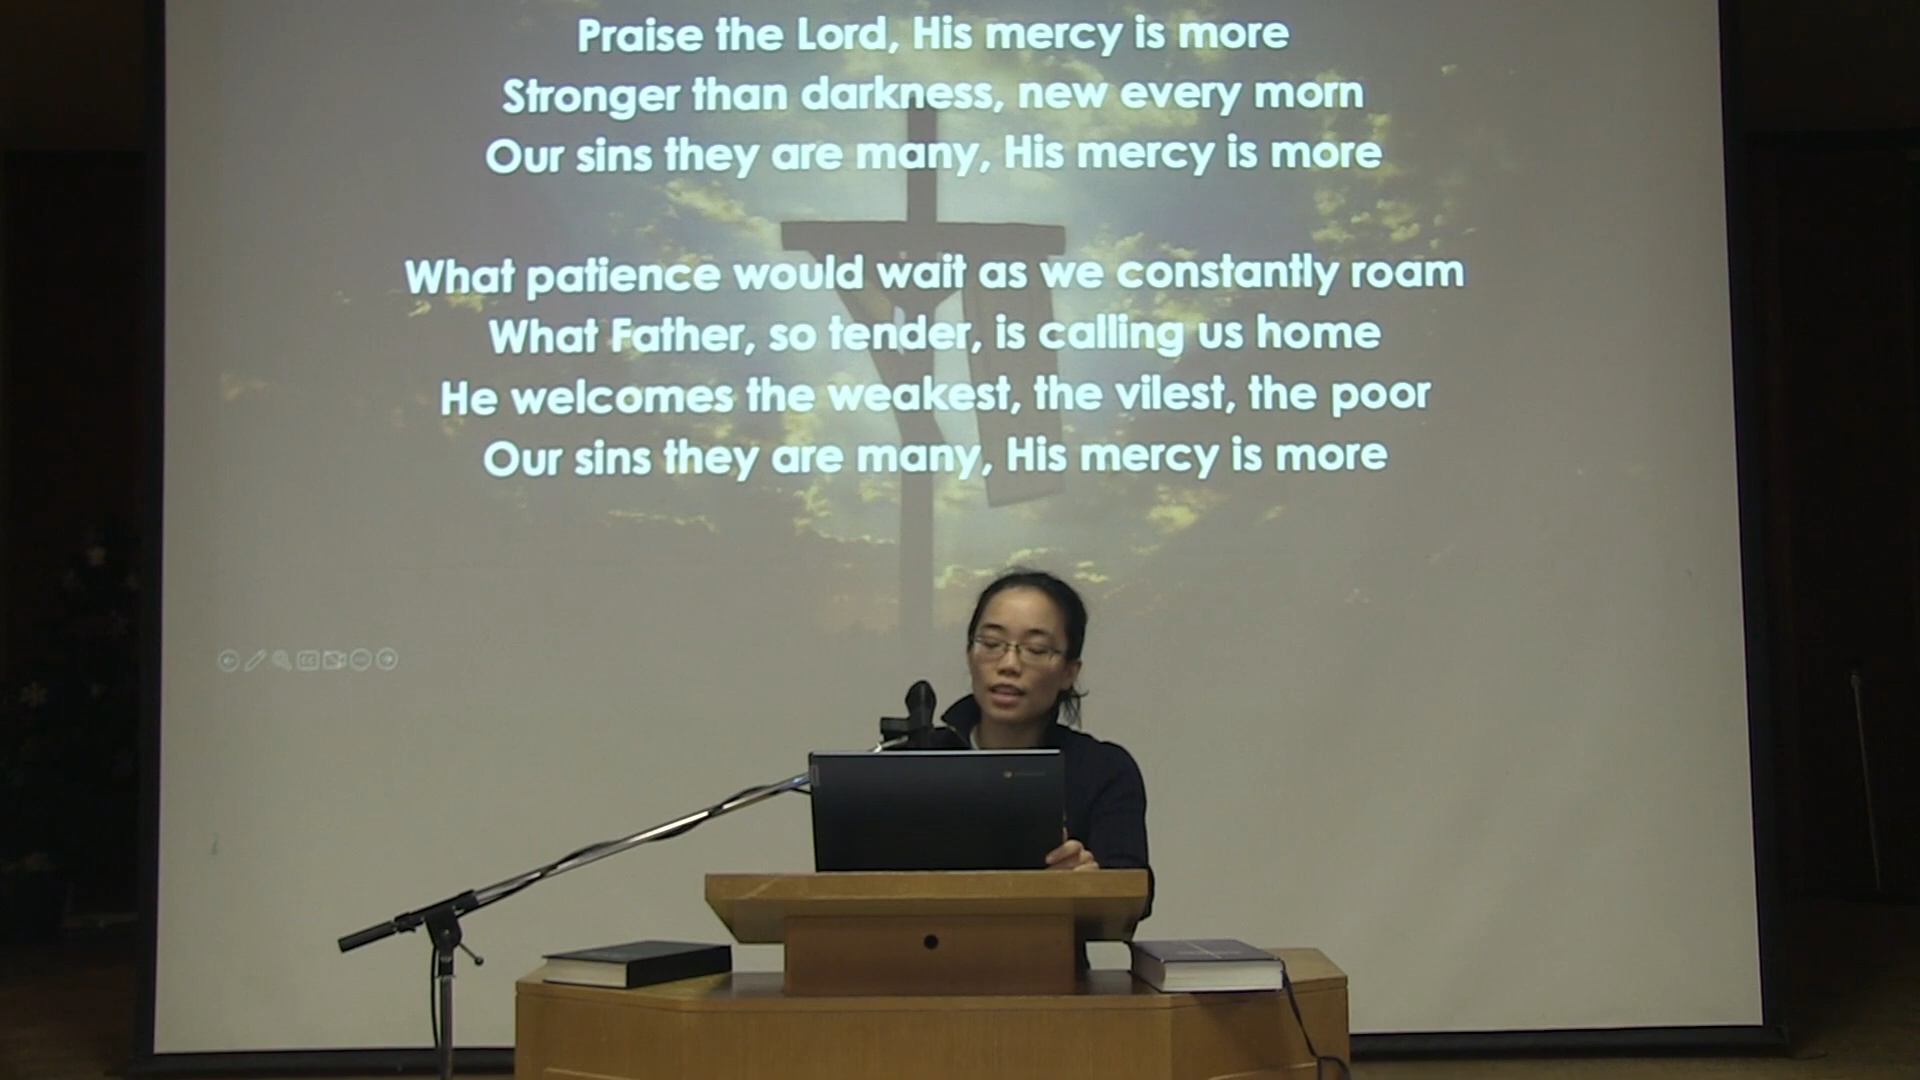 Praise the Lord, His mercy is more
Stronger than darkness, new every morn
Our sins they are many, His mercy is more
What patience would wait as we constantly roam
What Father, so tender, is calling us home
He welcomes the weakest, the vilest, the poor
Our sins they are many, His mercy is more